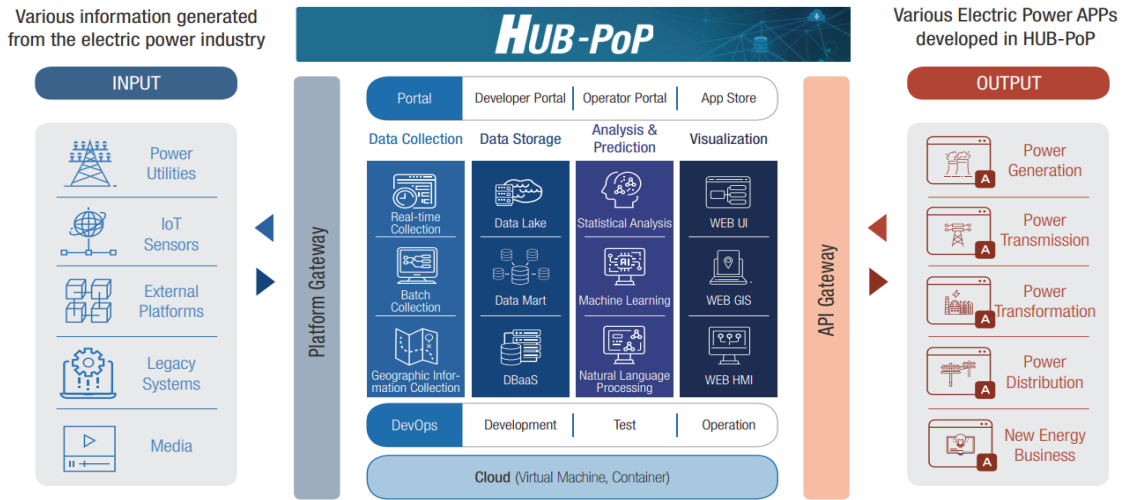 Various information generated
from the electric power industry
INPUT
Power
Utilities
IoT
Sensors
External
Platforms
Legacy
Systems
Media
HUB-PoP
Platform Gateway
Portal
Developer Portal
Operator Portal
App Store
Data Collection
Data Storage
Analysis &
Prediction
Visualization
Real-time
Collection
Data Lake
Statistical Analysis
WEB UI
Batch
Collection
Data Mart
AI
Machine Learning
WEB GIS
Geographic Infor-
mation Collection
DBaaS
Natural Language
Processing
WEB HMI
DevOps
Development
Test
Operation
Cloud (Virtual Machine, Container)
API Gateway
Various Electric Power APPs
developed in HUB-PoP
OUTPUT
A
Power
Generation
A
Power
Transmission
A
Power
Transformation
A
Power
Distribution
A
New Energy
Business